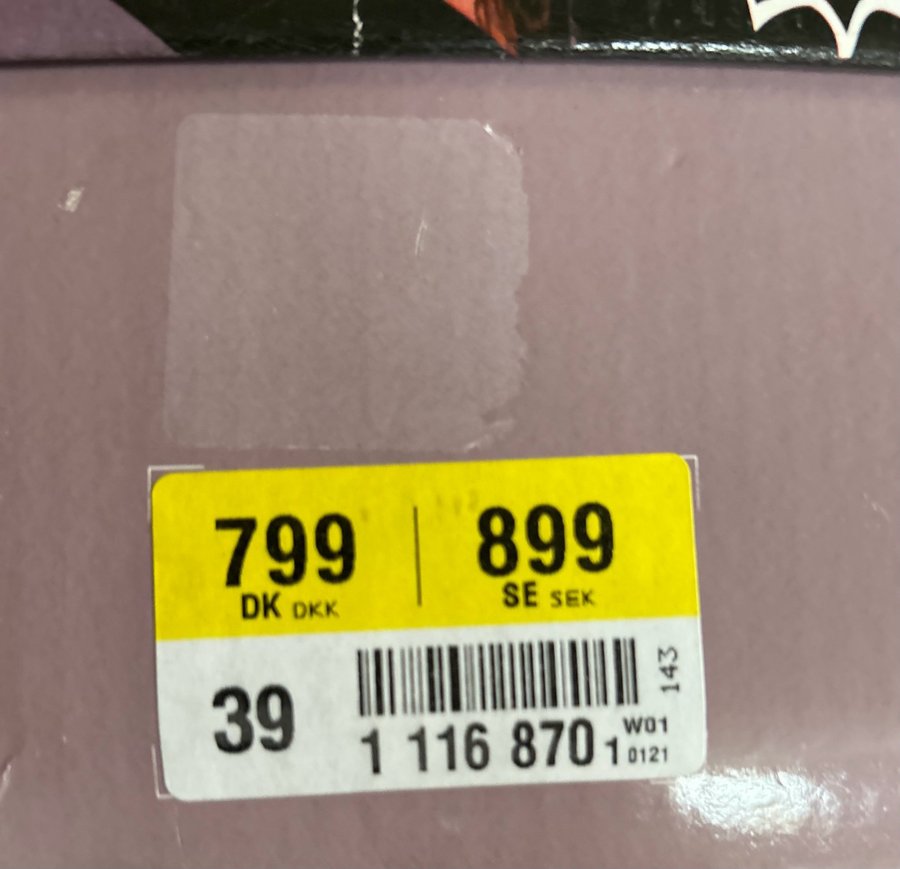 799 | 899
DK DKK SE SEK
143
39
W01
1 116 870 1 0121